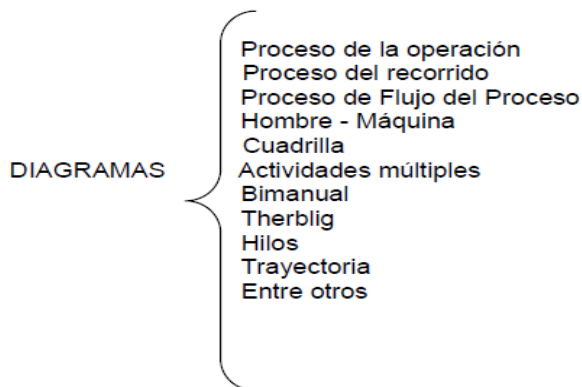 Proceso de la operación
Proceso del recorrido
Proceso de Flujo del Proceso
Hombre - Máquina
Cuadrilla
DIAGRAMAS
Actividades múltiples
Bimanual
Therblig
Hilos
Trayectoria
Entre otros